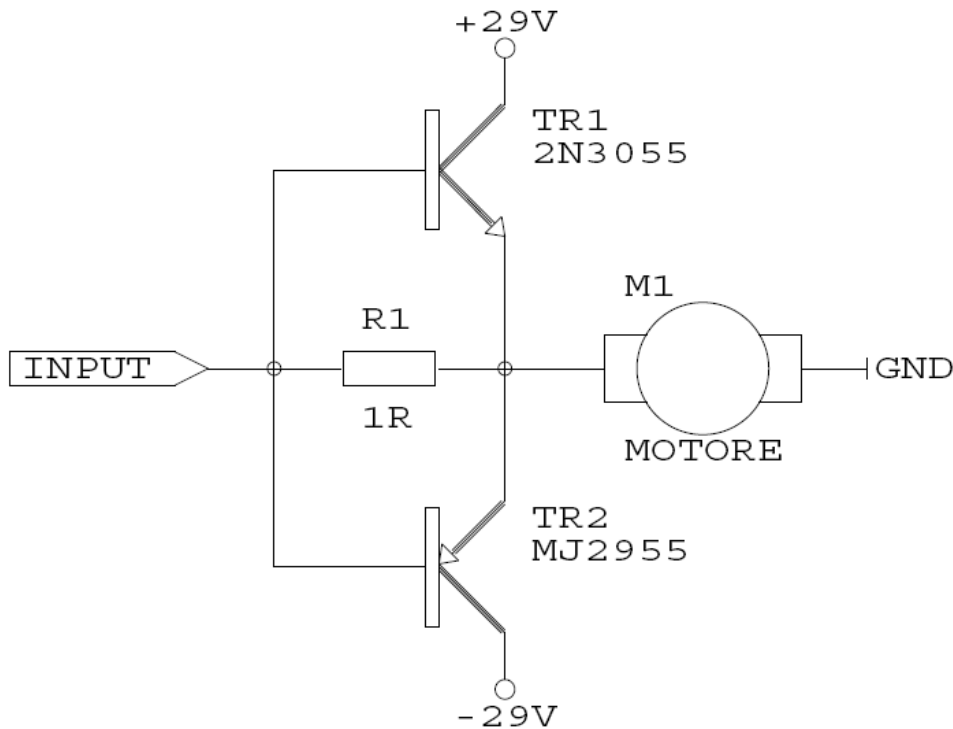 +29V
TR1
2N3055
M1
R1
INPUT
GND
1R
MOTORE
TR2
MJ2955
-29V